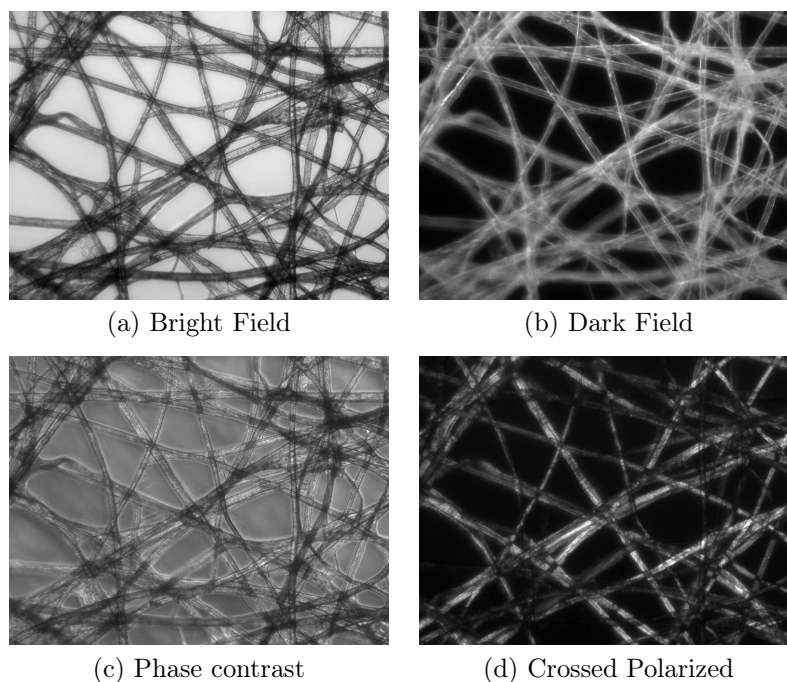 (a) Bright Field
(b) Dark Field
(c) Phase contrast
(d) Crossed Polarized